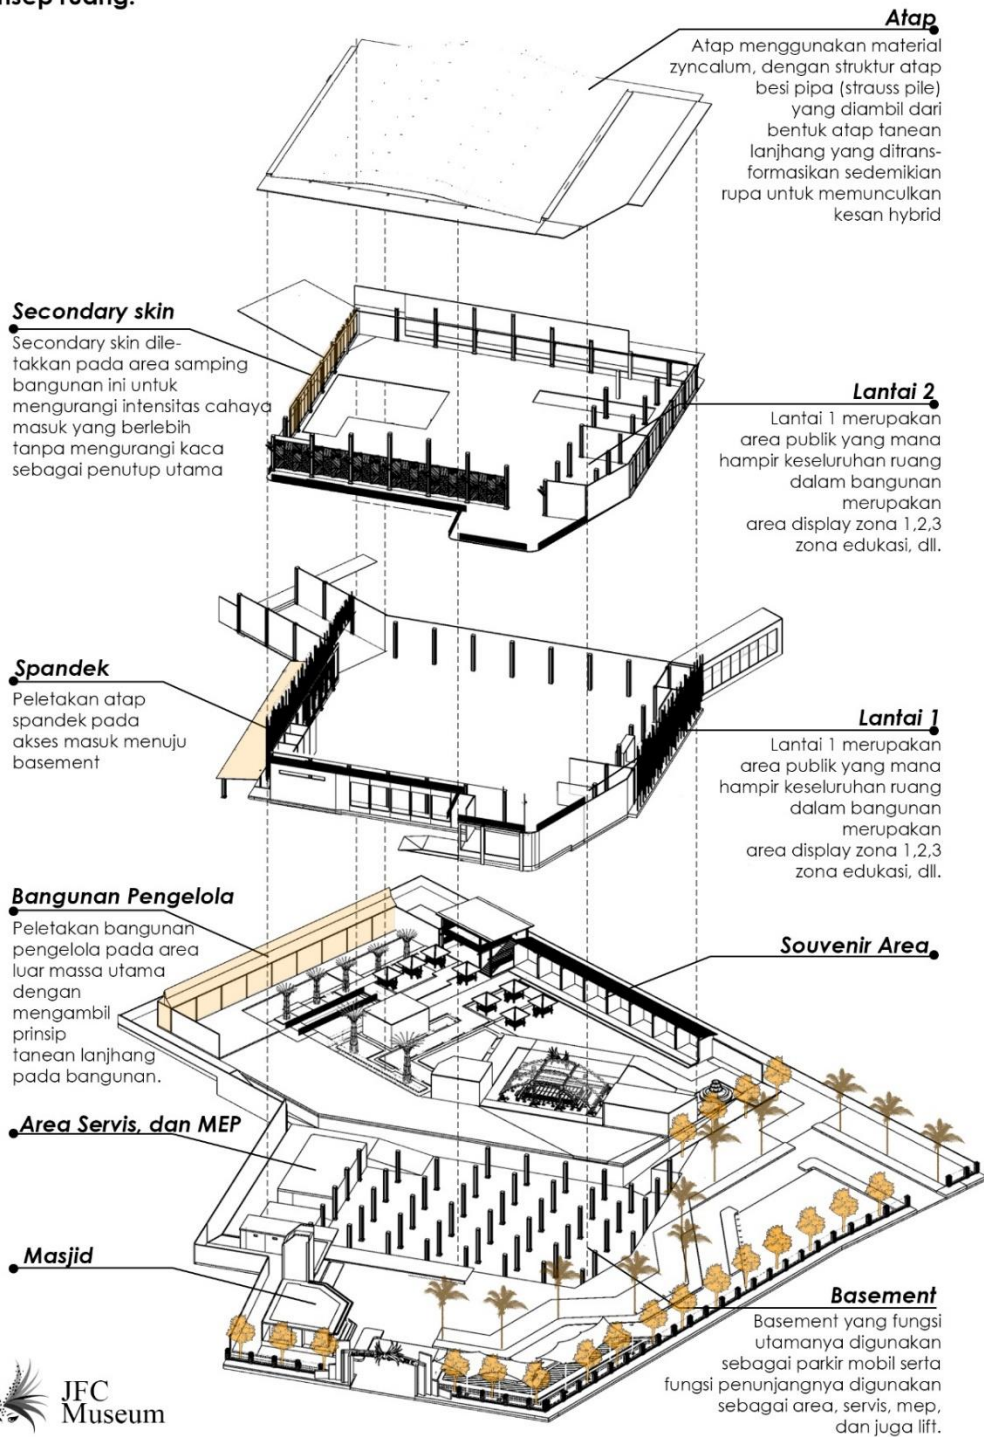 ruang:
Atap
Atap menggunakan material
zyncalum, dengan struktur atap
besi pipa (strauss pile)
yang diambil dari
bentuk atap tanean
lanjhang yang ditrans-
formasikan sedemikian
rupa untuk memunculkan
kesan hybrid
Secondary skin
Secondary skin dile-
takkan pada area samping
bangunan ini untuk
mengurangi intensitas cahaya
masuk yang berlebih
tanpa mengurangi kaca
sebagai penutup utama
Lantai 2
Lantai 1 merupakan
area publik yang mana
hampir keseluruhan ruang
dalam bangunan
merupakan
area display zona 1,2,3
zona edukasi, dll.
Spandek
Peletakan atap
spandek pada
akses masuk menuju
basement
Lantai 1
Lantai 1 merupakan
area publik yang mana
hampir keseluruhan ruang
dalam bangunan
merupakan
area display zona 1,2,3
zona edukasi, dll.
Bangunan Pengelola
Peletakan bangunan
pengelola pada area
luar massa utama
dengan
mengambil
prinsip
tanean lanjhang
pada bangunan.
Souvenir Area
Area Servis, dan MEP
Masjid
Basement
Basement yang fungsi
utamanya digunakan
sebagai parkir mobil serta
fungsi penunjangnya digunakan
sebagai area, servis, mep,
dan juga lift.
JFC
Museum